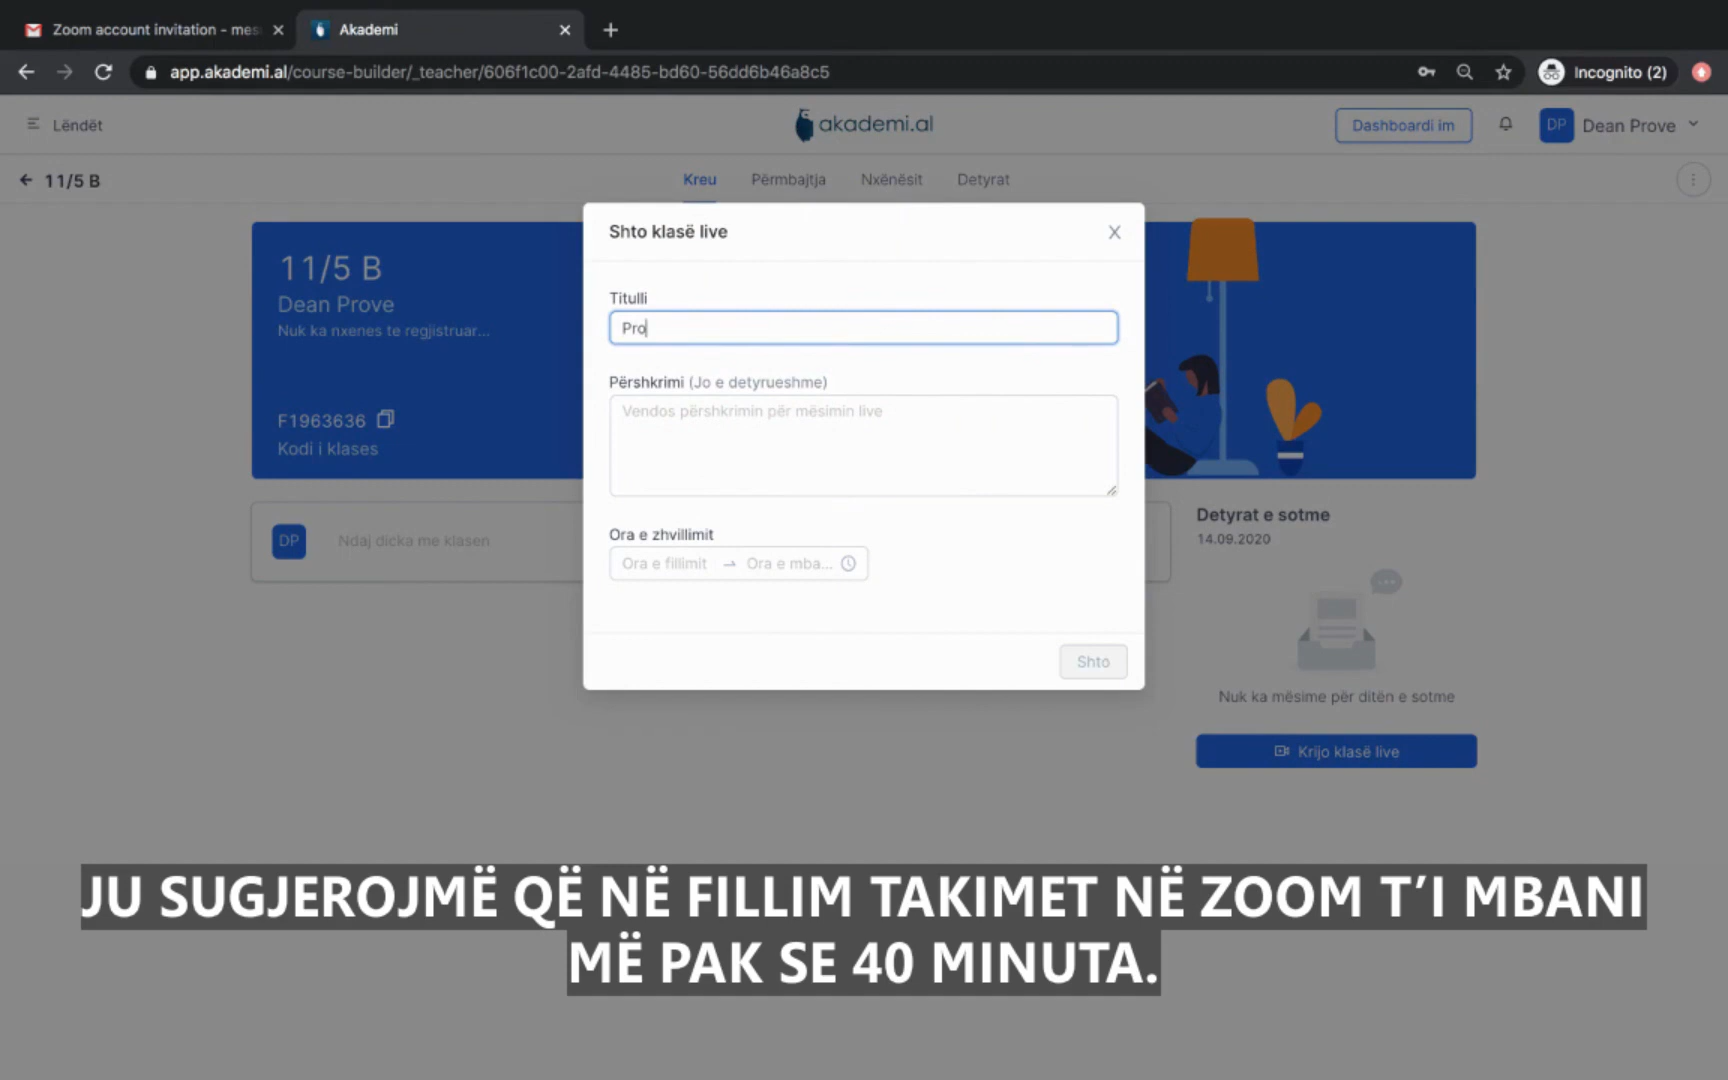 Zoom account invitation - mes
Akademi
app.akademi.al/course-builder/_teacher/606f1c00-2afd-4485-bd60-56dd6b46a8c5
Incognito (2)
Lëndët
akademi.al
Dashboardi im
DP
Dean Prove
11/5 B
Kreu
Përmbajtja
Nxënësit
Detyrat
11/5 B
Dean Prove
Nuk ka nxenes te regjistruar...
F1963636
Kodi i klases
Shto klasë live
X
Titulli
Pro
Përshkrimi (Jo e detyrueshme)
Vendos përshkrimin për mësimin live
Ora e zhvillimit
Ora e fillimit → Ora e mba...
Shto
DP
Ndaj dicka me klasen
Detyrat e sotme
14.09.2020
Nuk ka mësime për ditën e sotme
Krijo klasë live
JU SUGJEROJMË QË NË FILLIM TAKIMET NË ZOOM T’I MBANI
MË PAK SE 40 MINUTA.